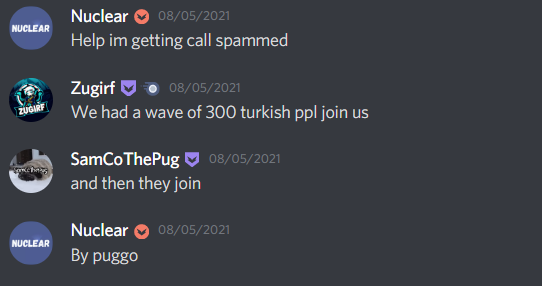 NUCLEAR
Nuclear 08/05/2021
Help im getting call spammed
ZUGIRF
Zugirf 08/05/2021
We had a wave of 300 turkish ppl join us
SamCoThePug
SamCoThePug 08/05/2021
and then they join
NUCLEAR
Nuclear 08/05/2021
By puggo